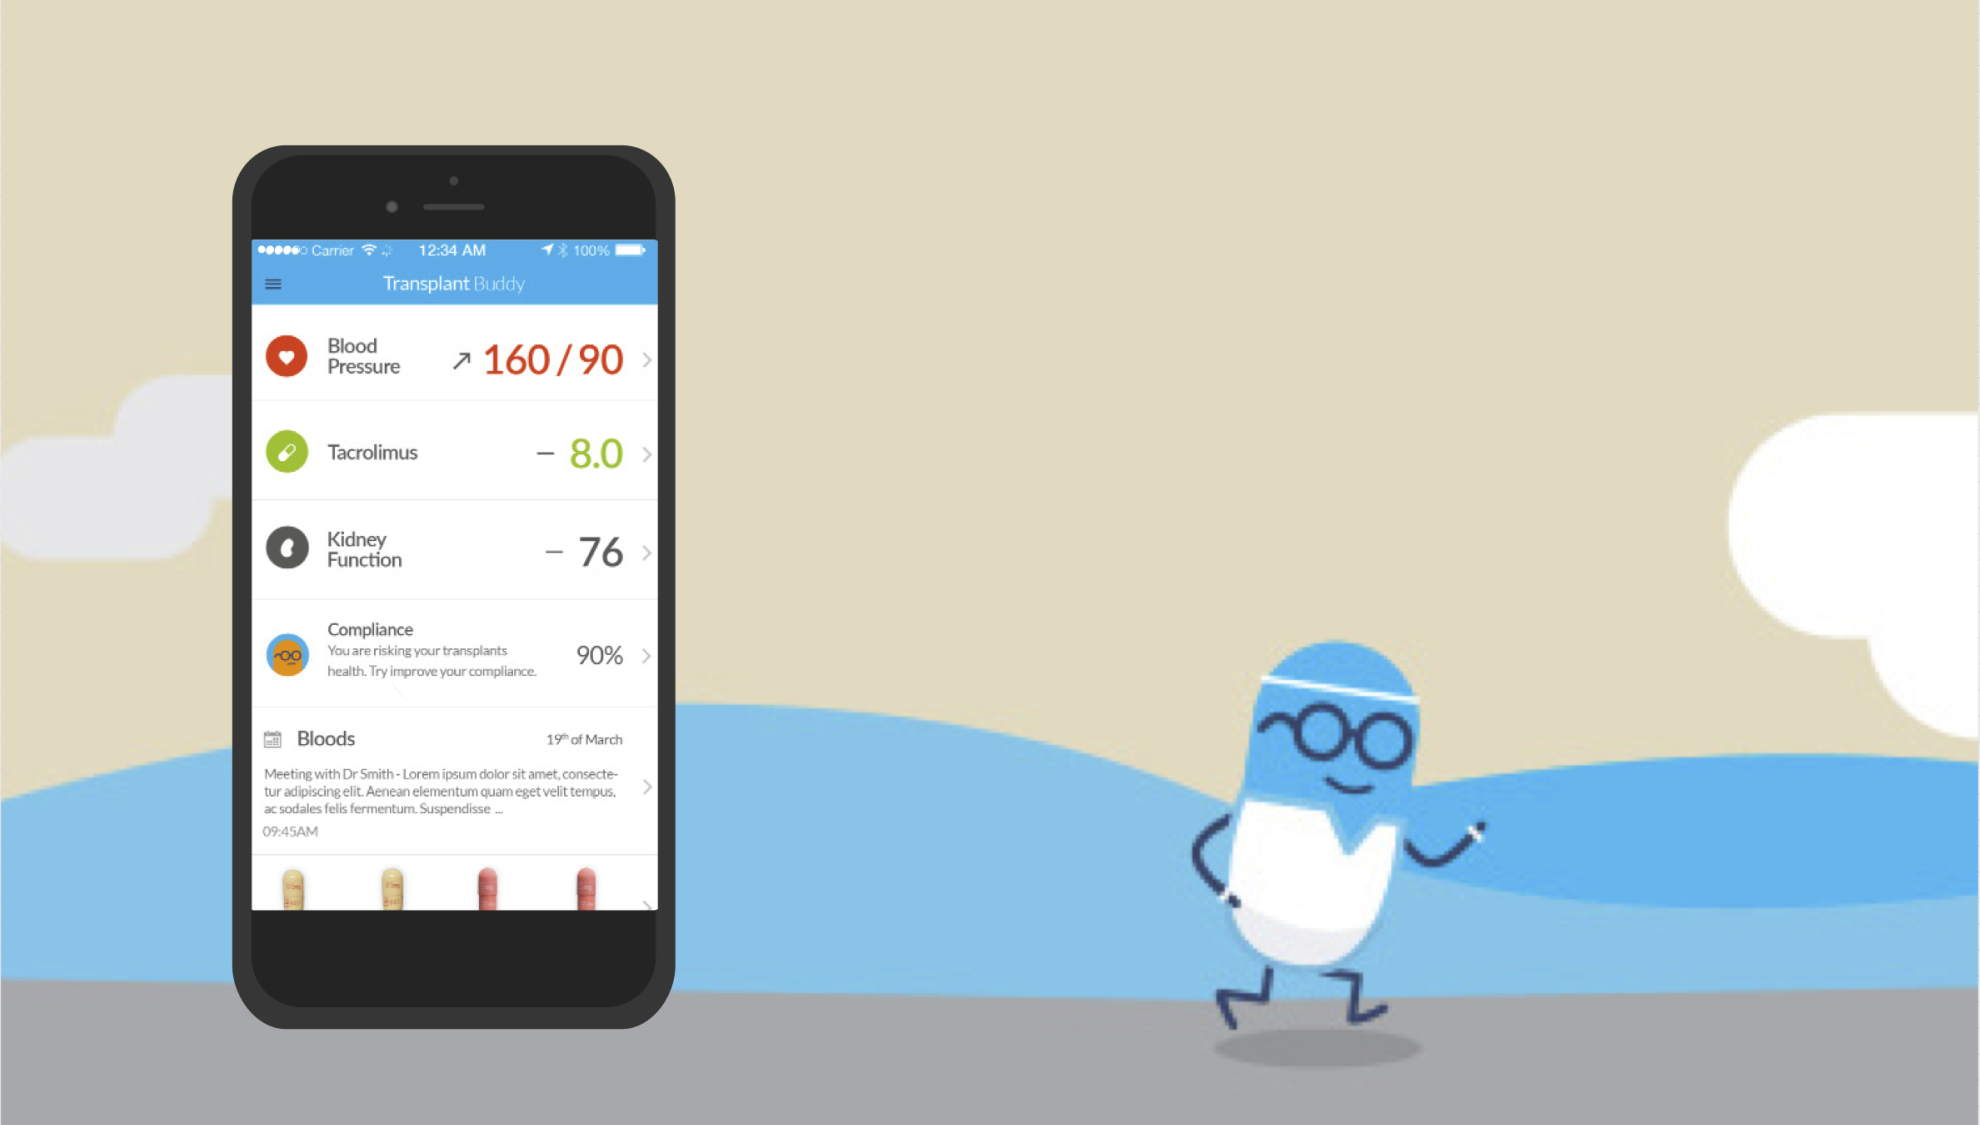 Carrier 12:34 AM 100%
Transplant Buddy
Blood
Pressure
160/90
Tacrolimus
– 8.0
Kidney
Function
– 76
Compliance
You are risking your transplants
health. Try improve your compliance.
90%
Bloods
19th of March
Meeting with Dr Smith - Lorem ipsum dolor sit amet, consecte-
tur adipiscing elit. Aenean elementum quam eget velit tempus,
ac sodales felis fermentum. Suspendisse ...
09:45AM